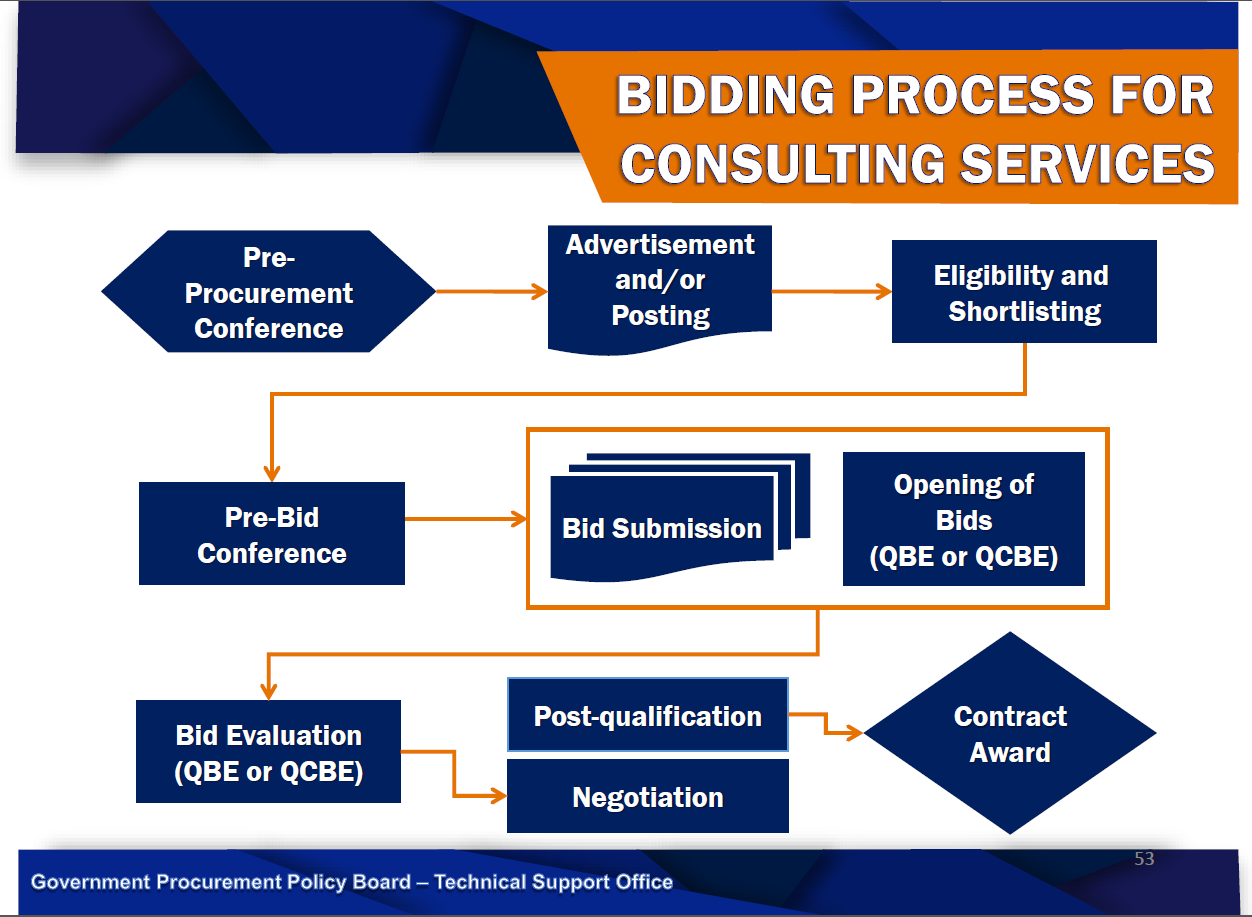 BIDDING PROCESS FOR
CONSULTING SERVICES
Pre-
Procurement
Conference
Advertisement
and/or
Posting
Eligibility and
Shortlisting
Pre-Bid
Conference
Bid Submission
Opening of
Bids
(QBE or QCBE)
Bid Evaluation
(QBE or QCBE)
Post-qualification
Negotiation
Contract
Award
53
Government Procurement Policy Board – Technical Support Office